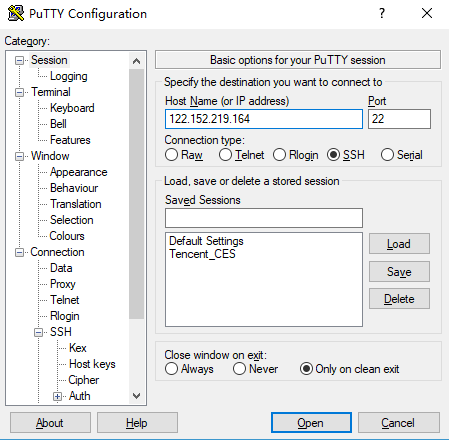 PuTTY Configuration
?
Category:
Session
Logging
Terminal
Keyboard
Bell
Features
Window
Appearance
Behaviour
Translation
Selection
Colours
Connection
Data
Proxy
Telnet
Rlogin
SSH
Kex
Host keys
Cipher
Auth
Basic options for your PuTTY session
Specify the destination you want to connect to
Host Name (or IP address) Port
122.152.219.164 22
Connection type:
Raw Telnet Rlogin SSH Serial
Load, save or delete a stored session
Saved Sessions
Default Settings
Tencent_CES
Load
Save
Delete
Close window on exit:
Always Never Only on clean exit
About Help Open Cancel